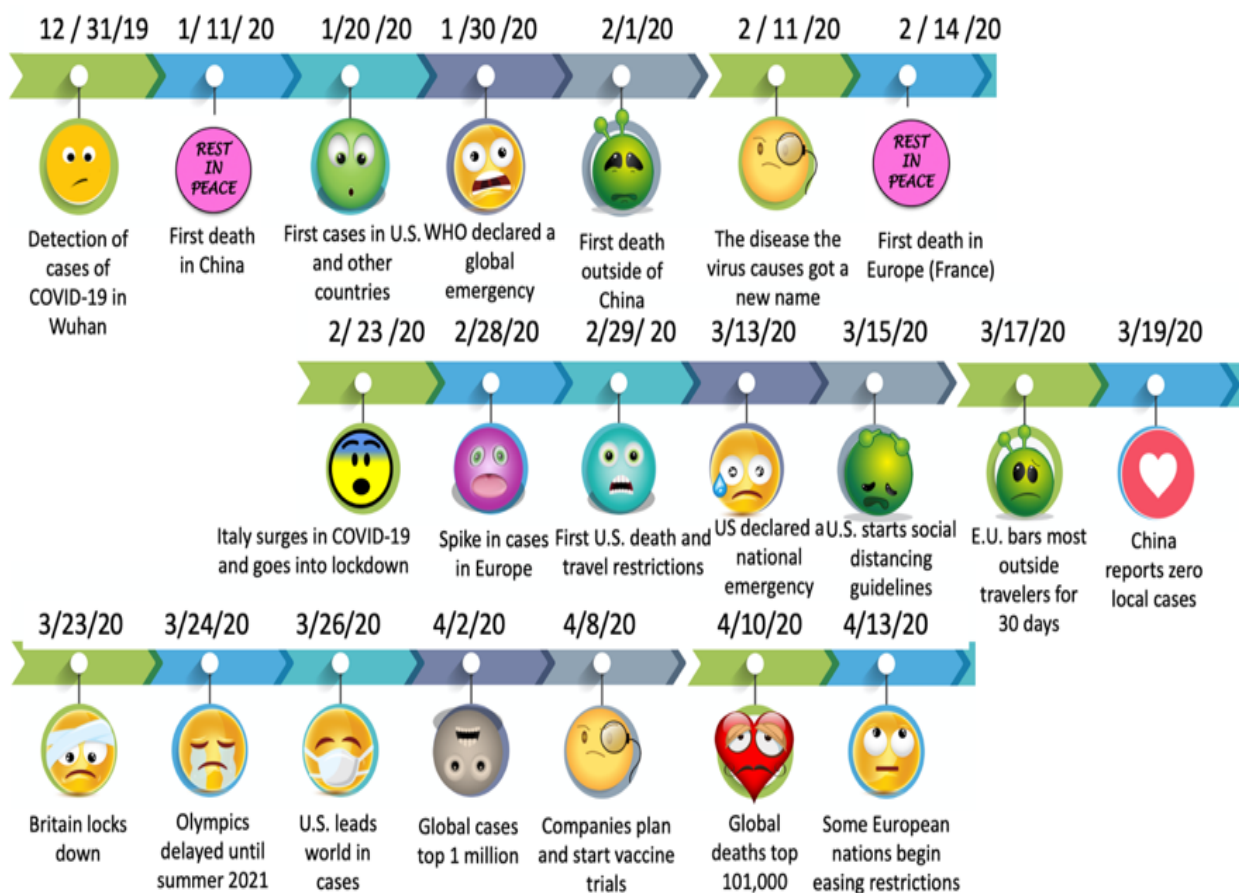 12 / 31/19
1/ 11/ 20
1/20 /20
1 /30/ 20
2/1/20
2 / 11 /20
2 / 14 /20
REST
IN
PEACE
REST
IN
PEACE
Detection of
cases of
COVID-19 in
Wuhan
First death
in China
First cases in U.S.
and other
countries
WHO declared a
global
emergency
First death
outside of
China
The disease the
virus causes got a
new name
First death in
Europe (France)
2/ 23 /20
2/28/20
2/29/ 20
3/13/20
3/15/20
3/17/20
3/19/20
Italy surges in COVID-19
and goes into lockdown
Spike in cases
in Europe
First U.S. death and
travel restrictions
US declared a
national
emergency
U.S. starts social
distancing
guidelines
E.U. bars most
outside
travelers for
30 days
China
reports zero
local cases
3/23/20
3/24/20
3/26/20
4/2/20
4/8/20
4/10/20
4/13/20
Britain locks
down
Olympics
delayed until
summer 2021
U.S. leads
world in
cases
Global cases
top 1 million
Companies plan
and start vaccine
trials
Global
deaths top
101,000
Some European
nations begin
easing restrictions